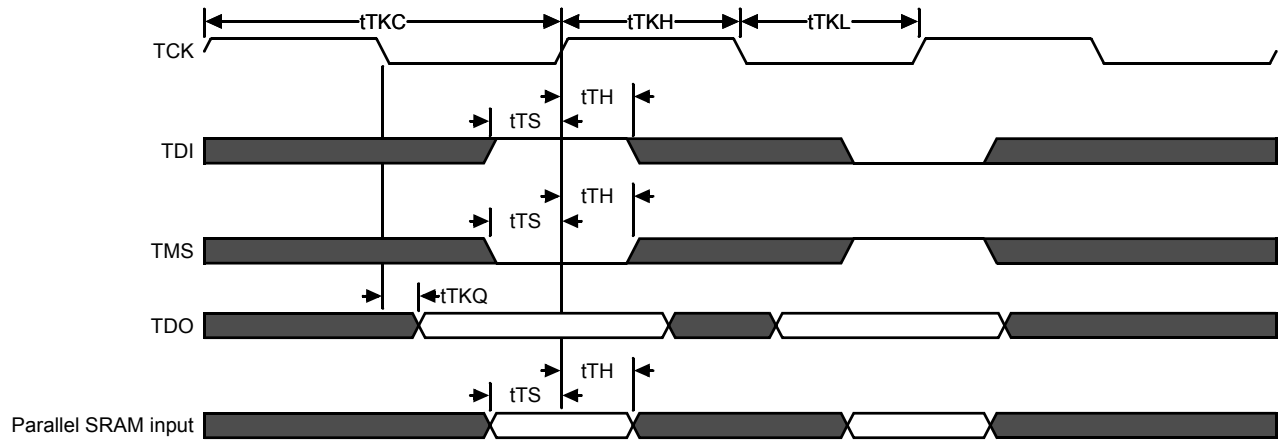 tTKC tTKH tTKL
TCK
tTH
tTS
TDI
tTH
tTS
TMS
tTKQ
TDO
tTH
tTS
Parallel SRAM input